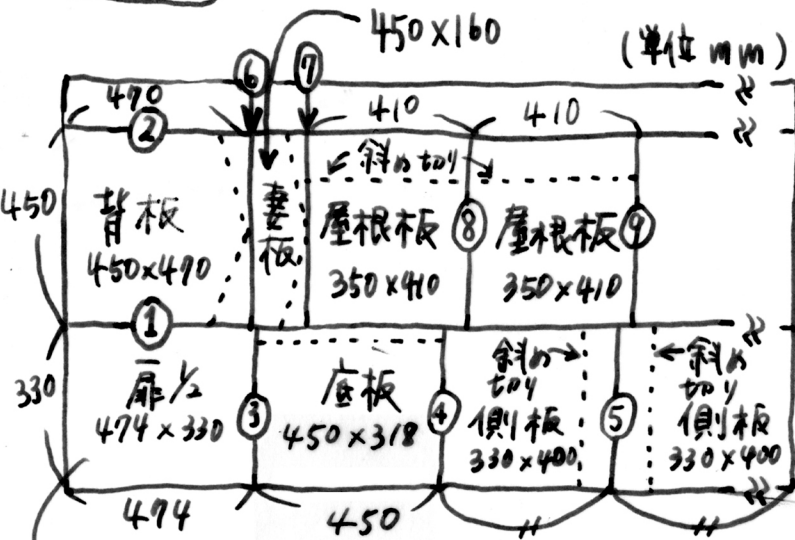 450×160
(単位 mm)
⑥ ⑦
470 410 410
②
斜め切り
450
背板
450×470
妻板
屋根板
350×410
⑧
屋根板
350×410
⑨
①
330
扉1/2
474×330
③
底板
450×318
④
斜め
切り
側板
330×400
⑤
斜め
切り
側板
330×400
474 450